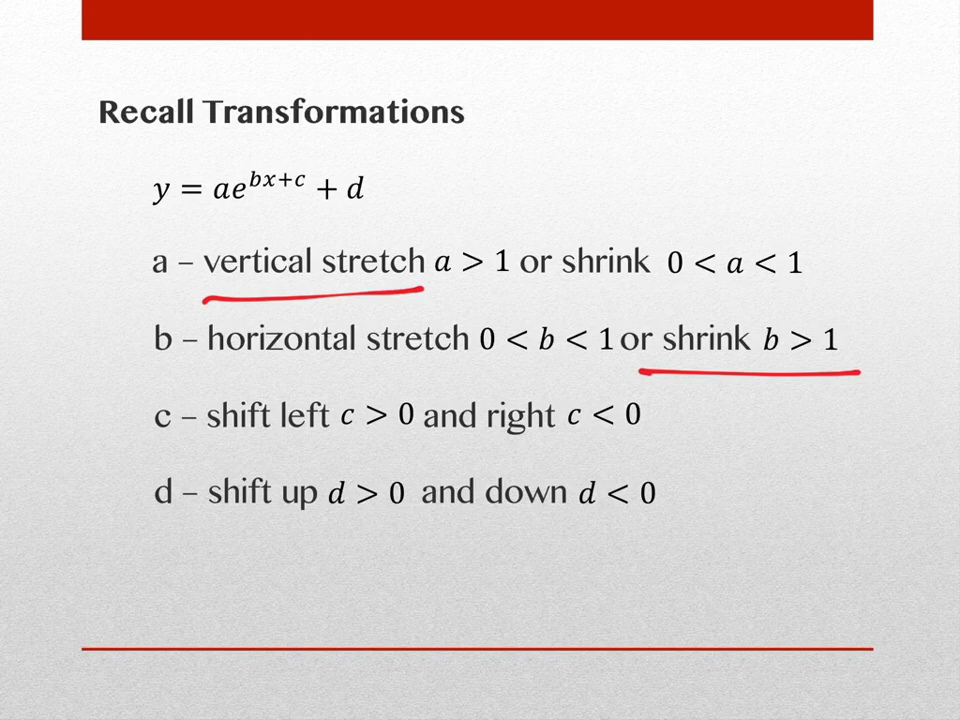 Recall Transformations
y = ae^{bx+c} + d
a – vertical stretch a > 1 or shrink 0 < a < 1
b – horizontal stretch 0 < b < 1 or shrink b > 1
c – shift left c > 0 and right c < 0
d – shift up d > 0 and down d < 0